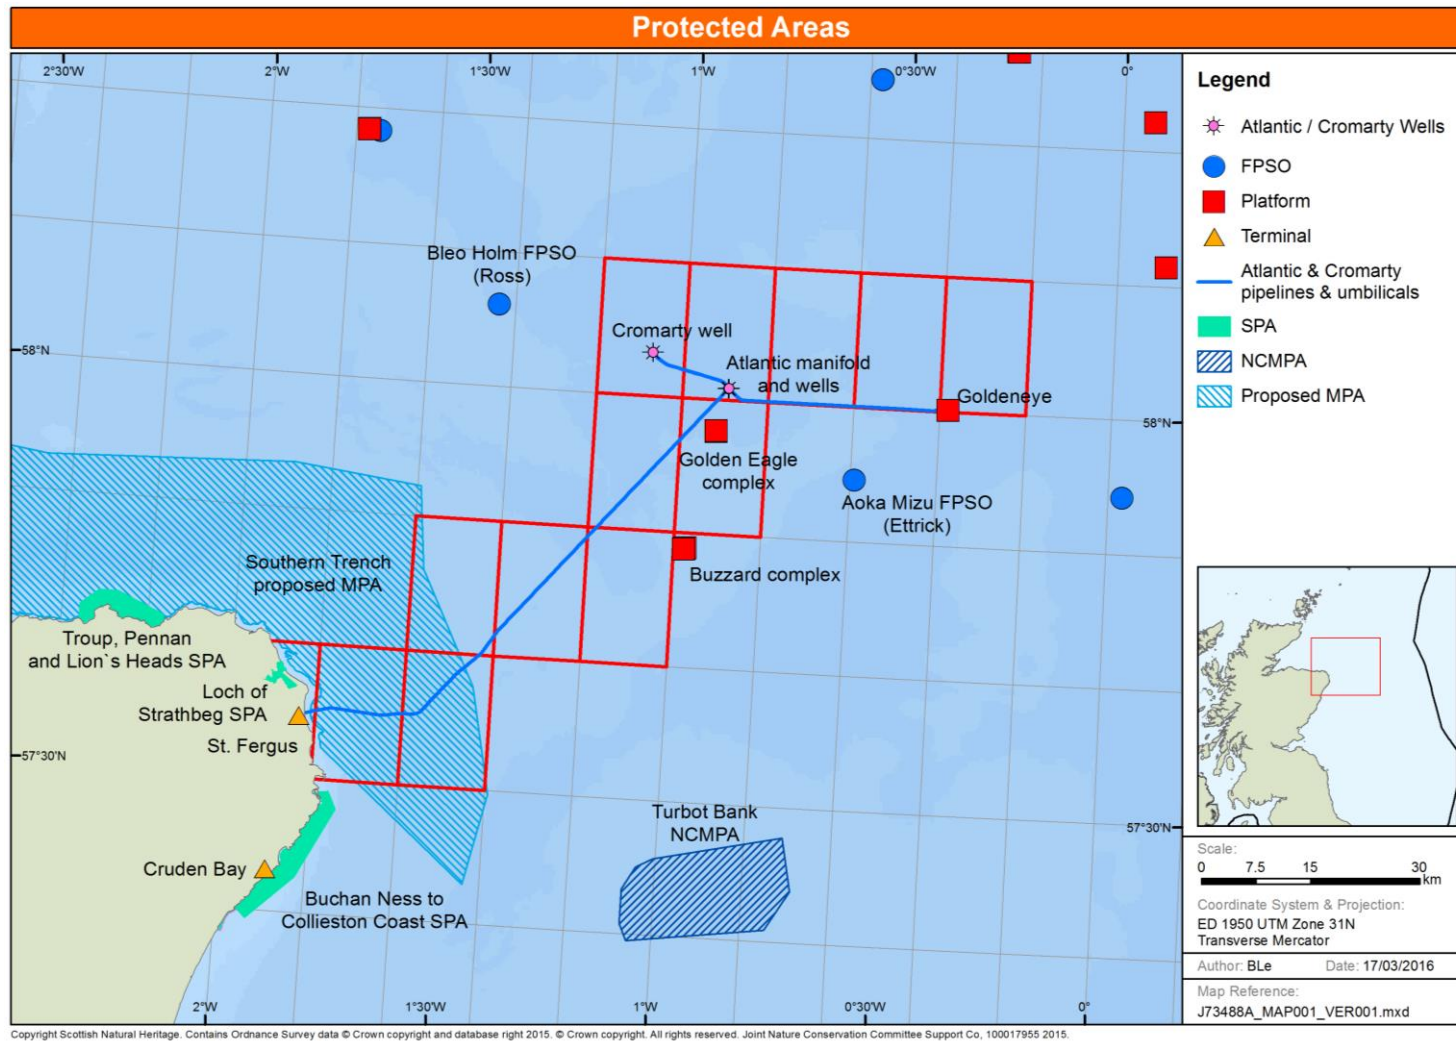 Protected Areas
2°30'W
2°W
1°30'W
1°W
0°30'W
0°
Bleo Holm FPSO
(Ross)
Cromarty well
58°N
Atlantic manifold
and wells
Goldeneye
58°N
Golden Eagle
complex
Aoka Mizu FPSO
(Ettrick)
Southern Trench
proposed MPA
Buzzard complex
Troup, Pennan
and Lion`s Heads SPA
Loch of
Strathbeg SPA
St. Fergus
57°30'N
Turbot Bank
NCMPA
57°30'N
Cruden Bay
Buchan Ness to
Collieston Coast SPA
2°W
1°30'W
1°W
0°30'W
0°
Legend
Atlantic / Cromarty Wells
FPSO
Platform
Terminal
Atlantic & Cromarty
pipelines & umbilicals
SPA
NCMPA
Proposed MPA
Scale:
0 7.5 15 30
km
Coordinate System & Projection:
ED 1950 UTM Zone 31N
Transverse Mercator
Author: BLe Date: 17/03/2016
Map Reference:
J73488A_MAP001_VER001.mxd
Copyright Scottish Natural Heritage. Contains Ordnance Survey data © Crown copyright and database right 2015. © Crown copyright. All rights reserved. Joint Nature Conservation Committee Support Co, 100017955 2015.